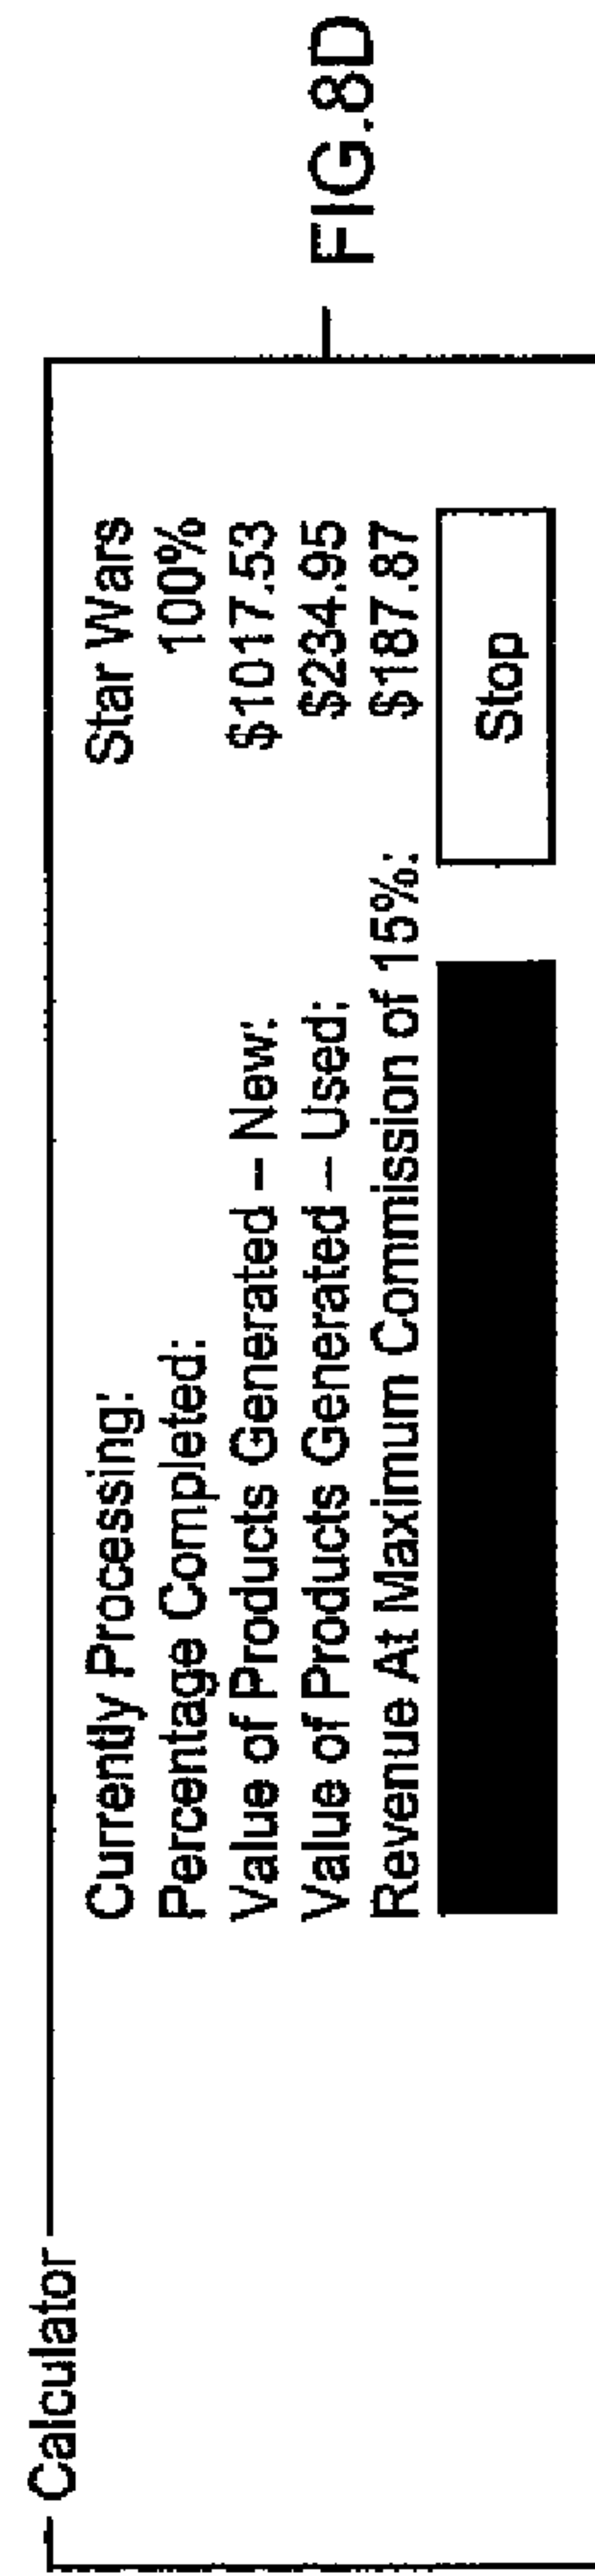 Calculator
Currently Processing: Star Wars
Percentage Completed: 100%
Value of Products Generated – New: $1017.53
Value of Products Generated – Used: $234.95
Revenue At Maximum Commission of 15%: $187.87
Stop
FIG.8D